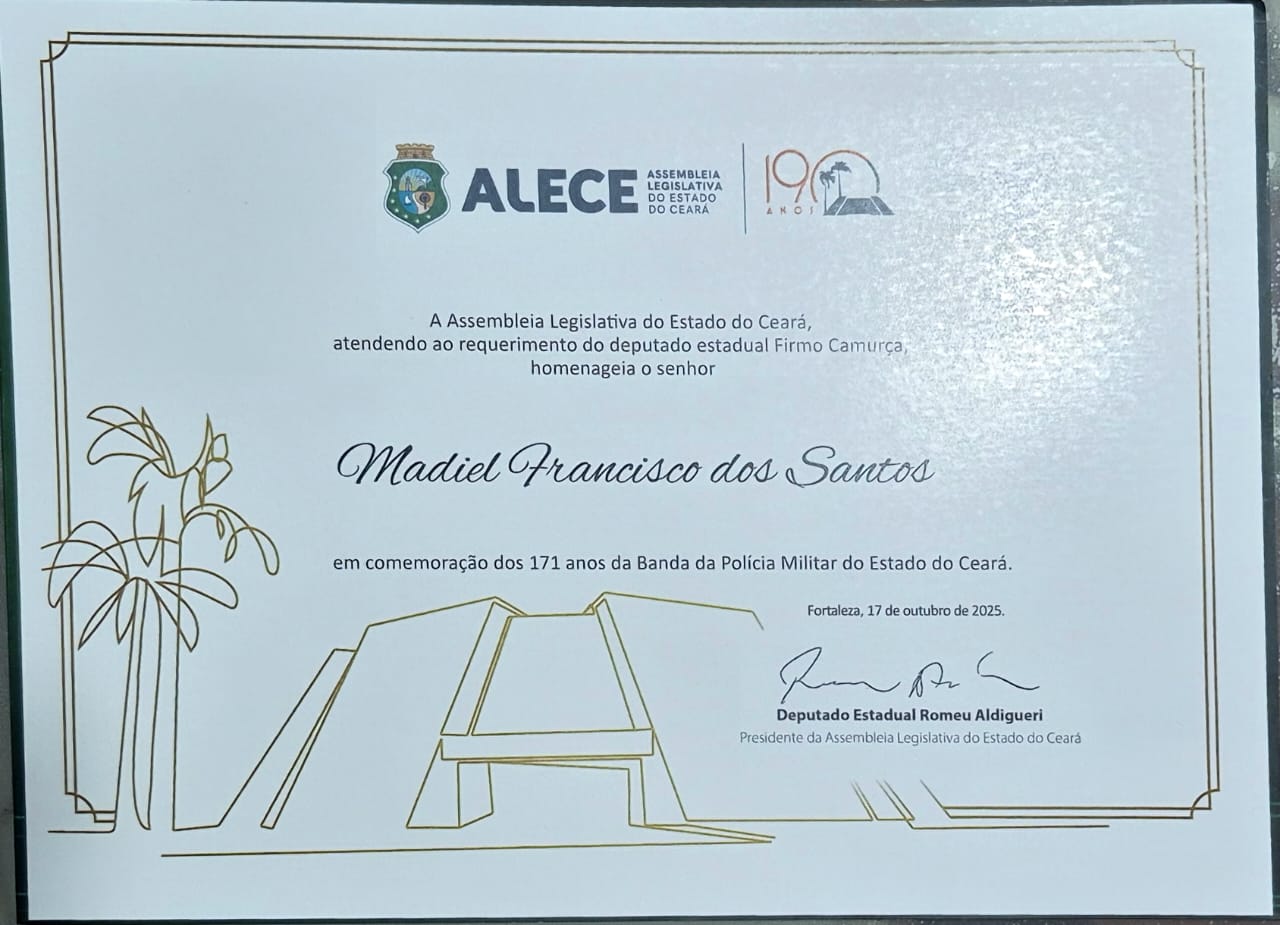 ALECE
ASSEMBLEIA
LEGISLATIVA
DO ESTADO
DO CEARÁ
190
ANOS
A Assembleia Legislativa do Estado do Ceará,
atendendo ao requerimento do deputado estadual Firmo Camurça,
homenageia o senhor
Madiel Francisco dos Santos
em comemoração dos 171 anos da Banda da Polícia Militar do Estado do Ceará.
Fortaleza, 17 de outubro de 2025.
Deputado Estadual Romeu Aldigueri
Presidente da Assembleia Legislativa do Estado do Ceará